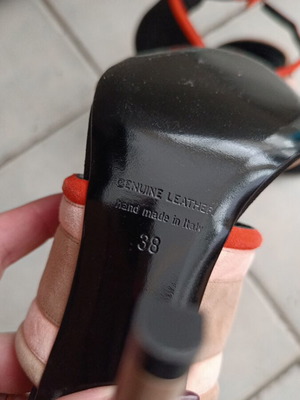 GENUINE LEATHER
hand made in Italy
38